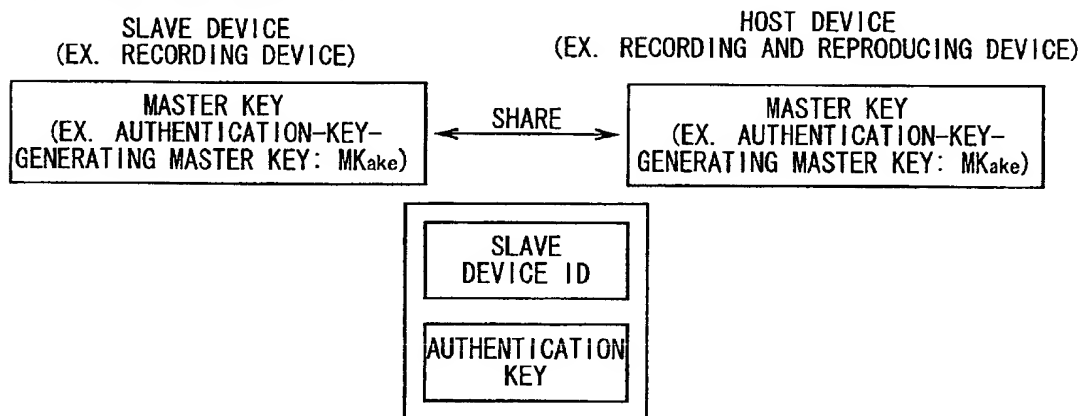 SLAVE DEVICE
(EX. RECORDING DEVICE)
HOST DEVICE
(EX. RECORDING AND REPRODUCING DEVICE)
MASTER KEY
(EX. AUTHENTICATION-KEY-
GENERATING MASTER KEY: MKake)
SHARE
MASTER KEY
(EX. AUTHENTICATION-KEY-
GENERATING MASTER KEY: MKake)
SLAVE
DEVICE ID
AUTHENTICATION
KEY